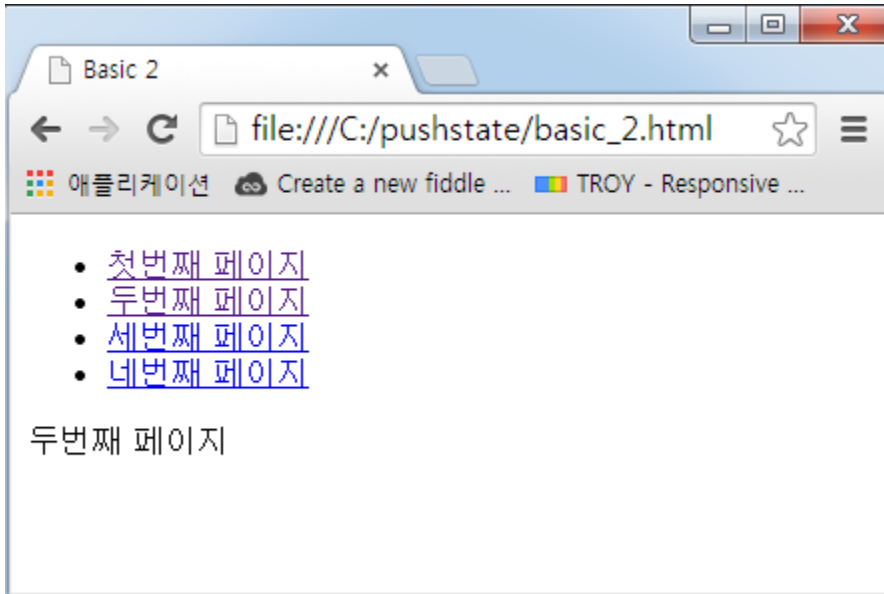 Basic 2
file:///C:/pushstate/basic_2.html
애플리케이션 Create a new fiddle ... TROY - Responsive ...
첫번째 페이지
두번째 페이지
세번째 페이지
네번째 페이지
두번째 페이지